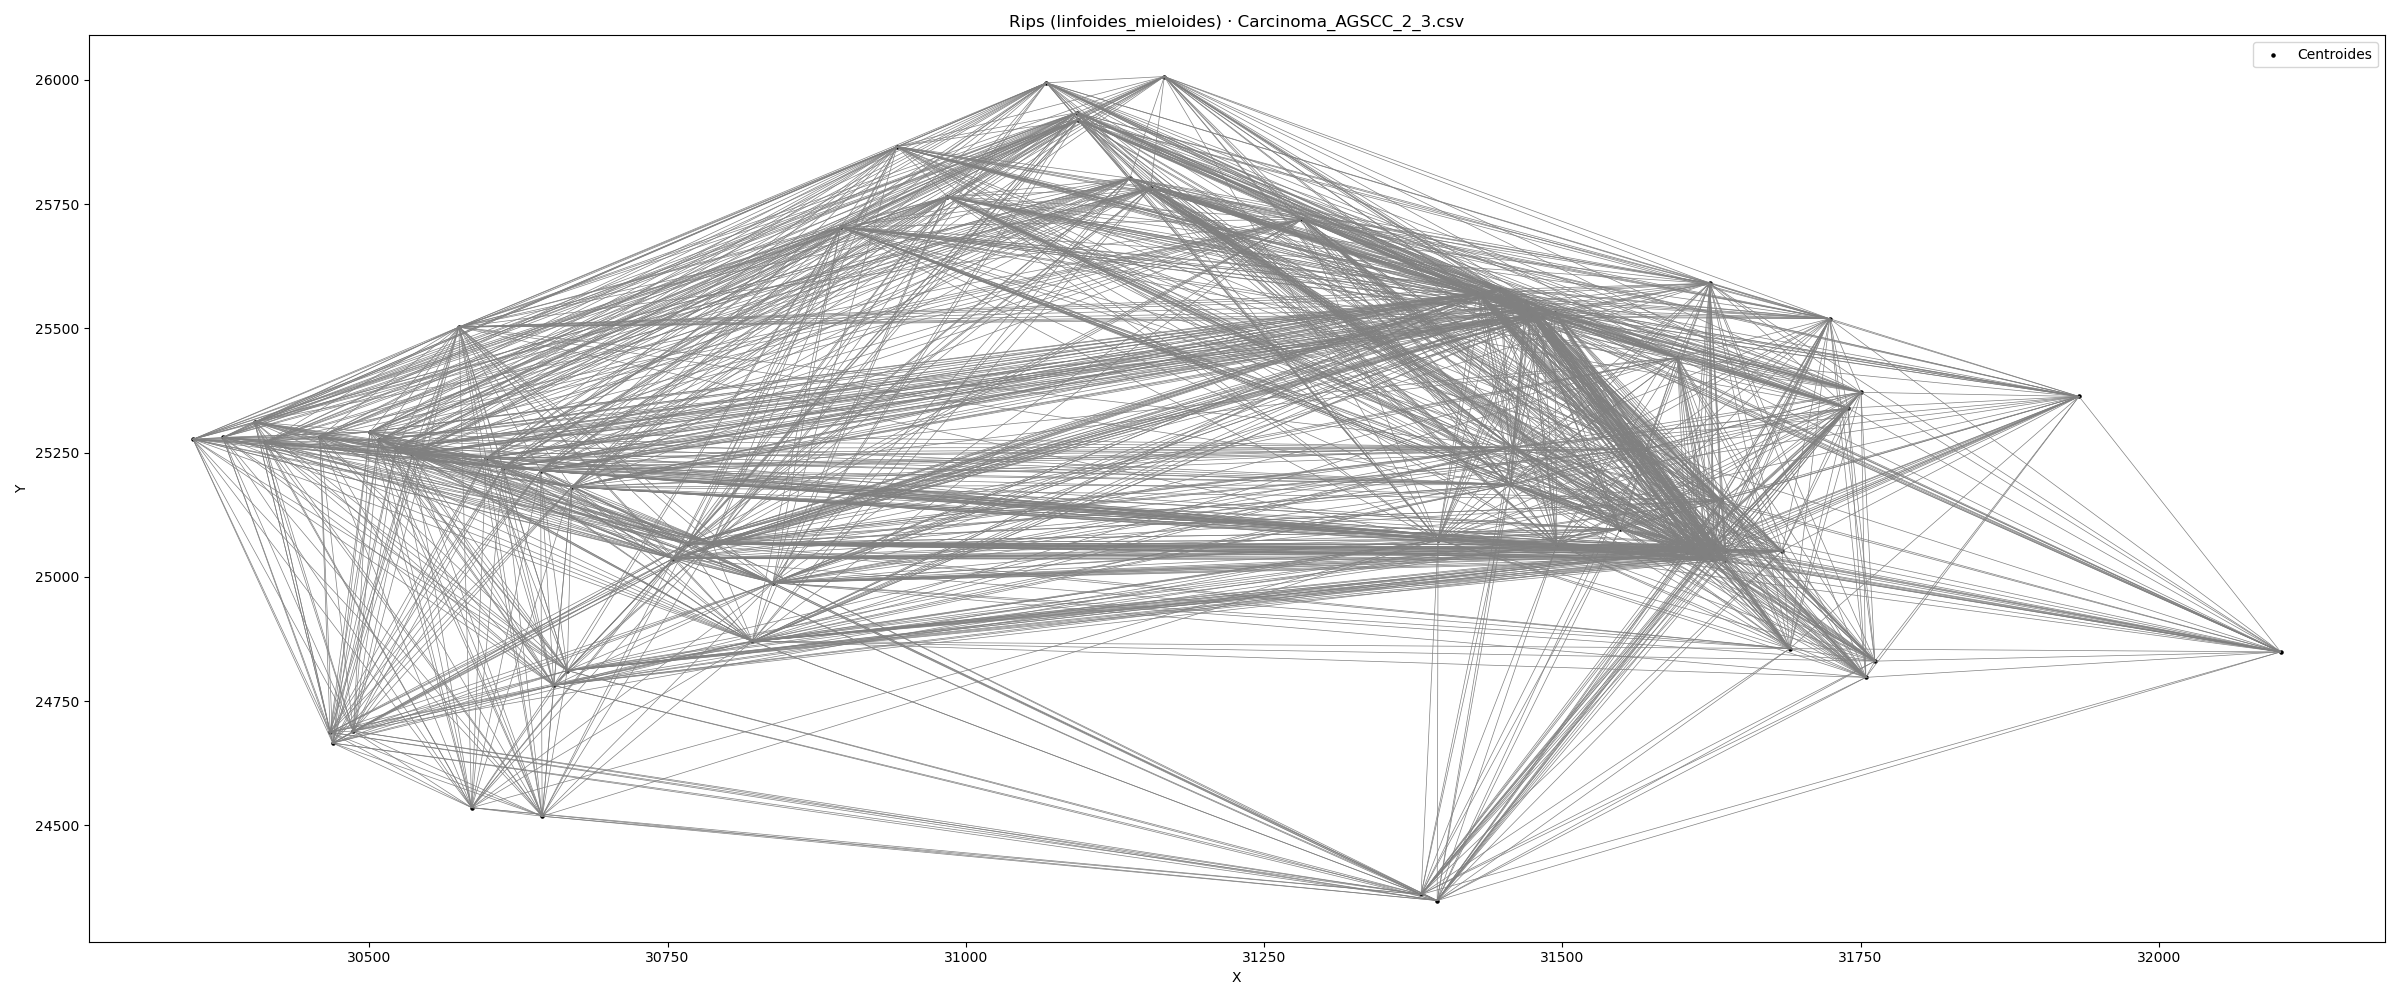 Rips (linfoides_mieloides) · Carcinoma_AGSCC_2_3.csv
Centroides
26000
25750
25500
25250
25000
24750
24500
Y
30500 30750 31000 31250 31500 31750 32000
X